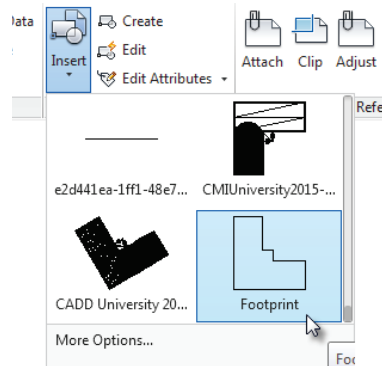 Data
Create
Edit
Insert
Edit Attributes
Attach Clip Adjust
Refe
e2d441ea-1ff1-48e7... CMIUniversity2015-...
CADD University 20... Footprint
More Options...
Foo